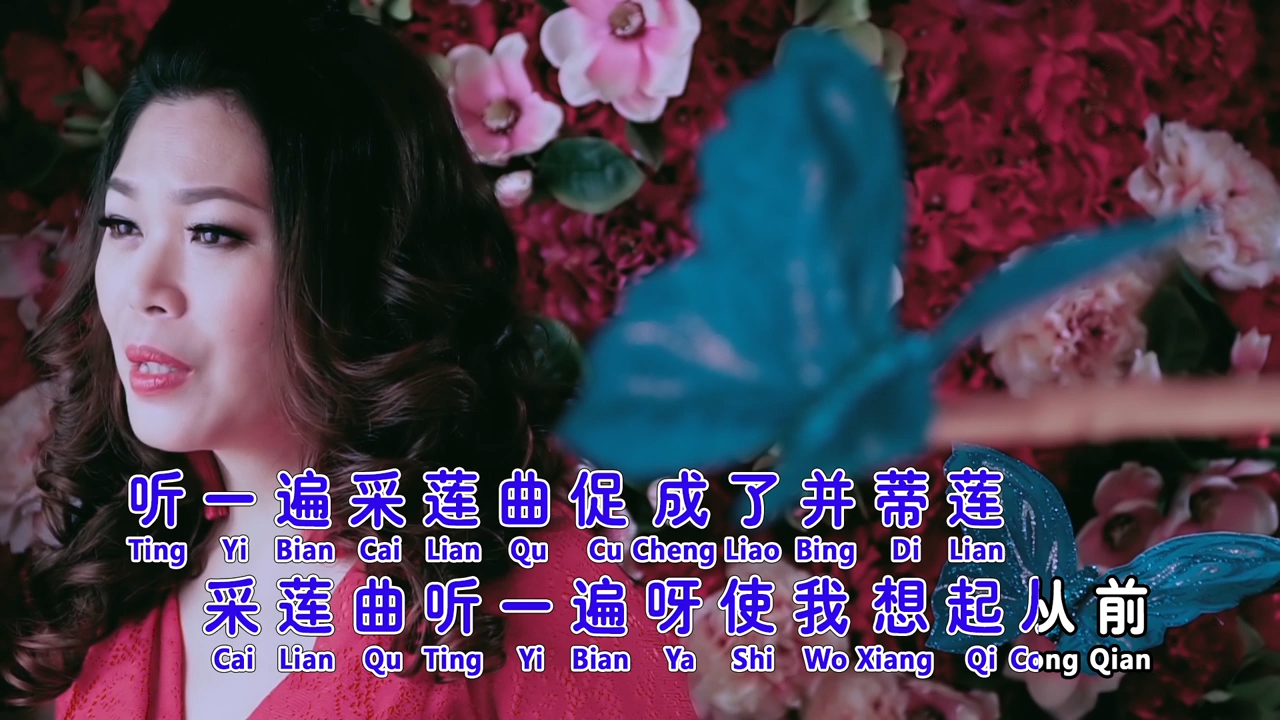 听一遍采莲曲促成了并蒂莲
Ting Yi Bian Cai Lian Qu Cu Cheng Liao Bing Di Lian
采莲曲听一遍呀使我想起从前
Cai Lian Qu Ting Yi Bian Ya Shi Wo Xiang Qi Cong Qian